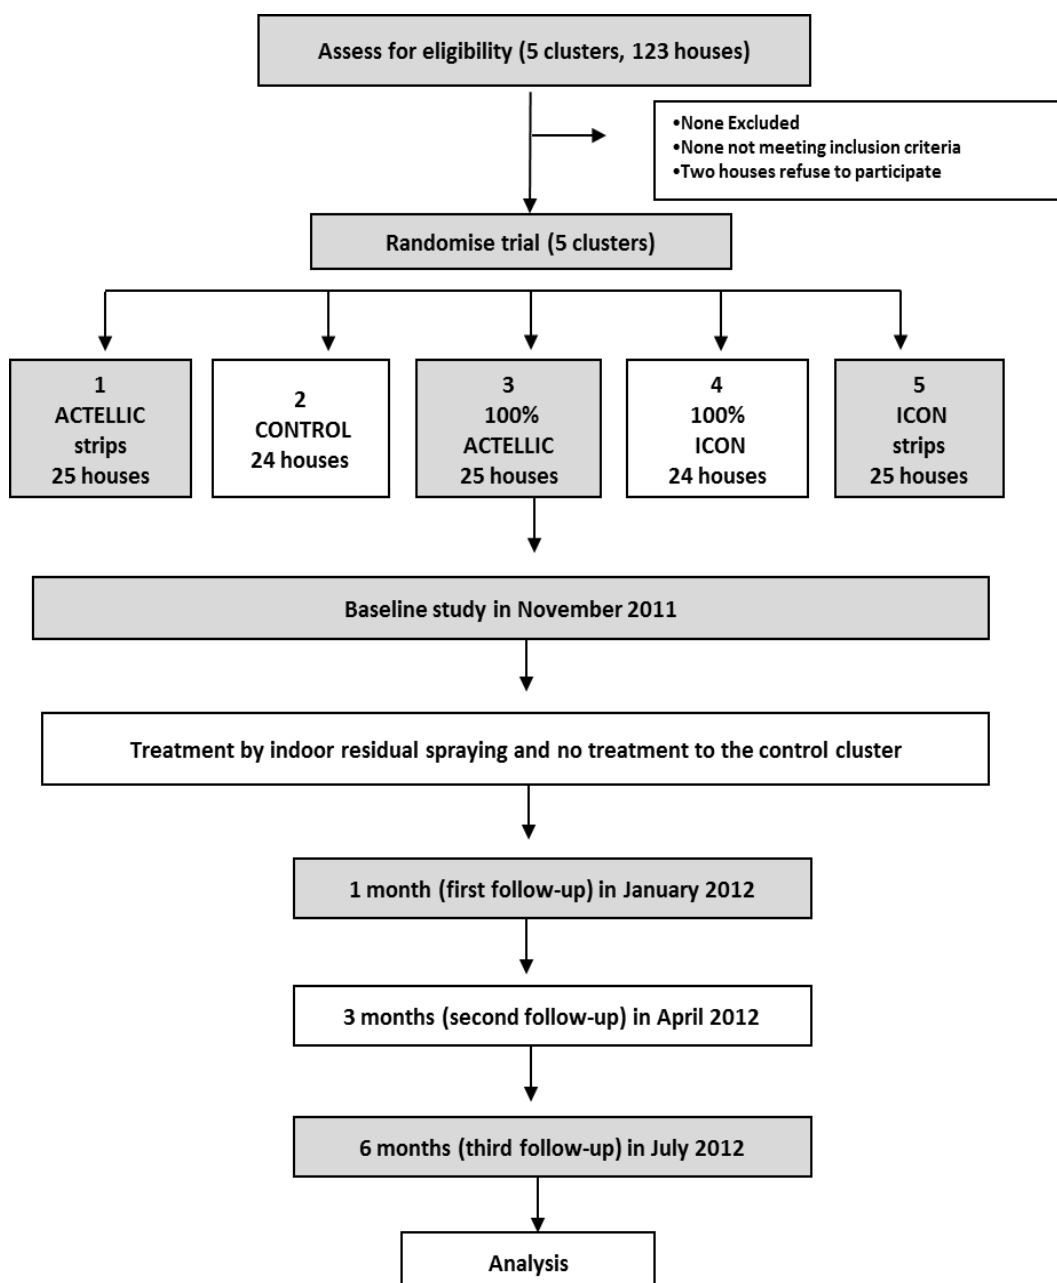 Assess for eligibility (5 clusters, 123 houses)
•None Excluded
•None not meeting inclusion criteria
•Two houses refuse to participate
Randomise trial (5 clusters)
1
ACTELLIC
strips
25 houses
2
CONTROL
24 houses
3
100%
ACTELLIC
25 houses
4
100%
ICON
24 houses
5
ICON
strips
25 houses
Baseline study in November 2011
Treatment by indoor residual spraying and no treatment to the control cluster
1 month (first follow-up) in January 2012
3 months (second follow-up) in April 2012
6 months (third follow-up) in July 2012
Analysis